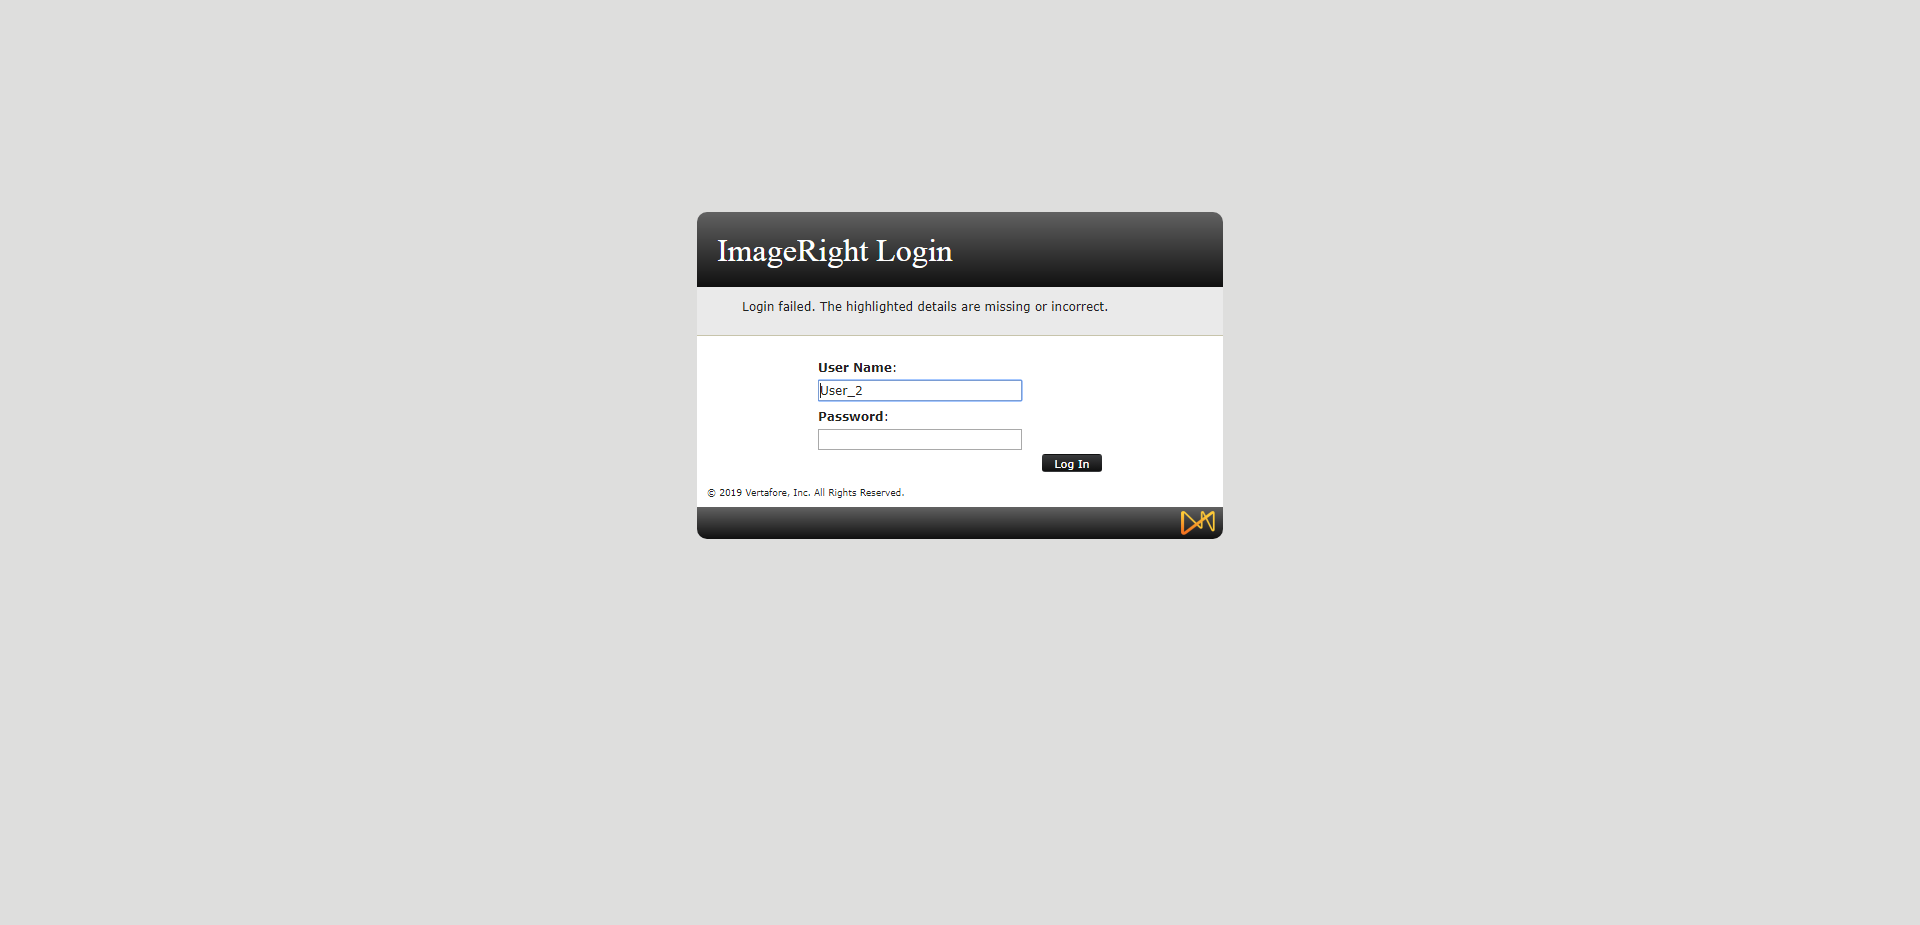 ImageRight Login
Login failed. The highlighted details are missing or incorrect.
User Name:
User_2
Password:
Log In
© 2019 Vertafore, Inc. All Rights Reserved.